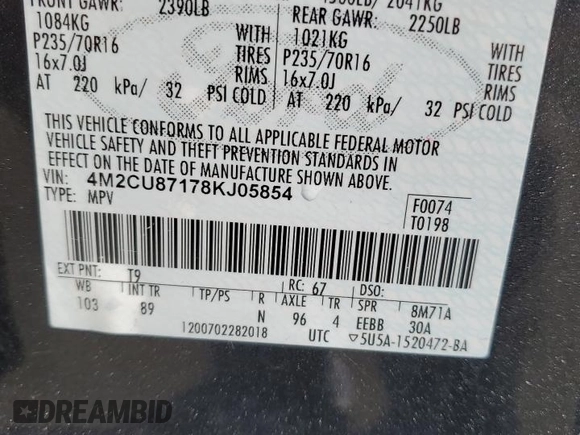 FRONT GAWR: 2390LB
1084KG
P235/70R16 WITH TIRES
16x7.0J RIMS
AT 220 kPa/ 32 PSI COLD
2041KG
REAR GAWR: 2250LB
1021KG WITH
P235/70R16 TIRES
16x7.0J RIMS
AT 220 kPa/ 32 PSI COLD
Ford
THIS VEHICLE CONFORMS TO ALL APPLICABLE FEDERAL MOTOR
VEHICLE SAFETY AND THEFT PREVENTION STANDARDS IN
EFFECT ON THE DATE OF MANUFACTURE SHOWN ABOVE.
VIN: 4M2CU87178KJ05854
TYPE: MPV
F0074
T0198
EXT PNT: T9 RC: 67 DSO:
WB INT TR TP/PS R AXLE TR SPR 8M71A
103 89 N 96 4 EEBB 30A
1200702282018 UTC ▽5U5A-1520472-BA
DREAMBID